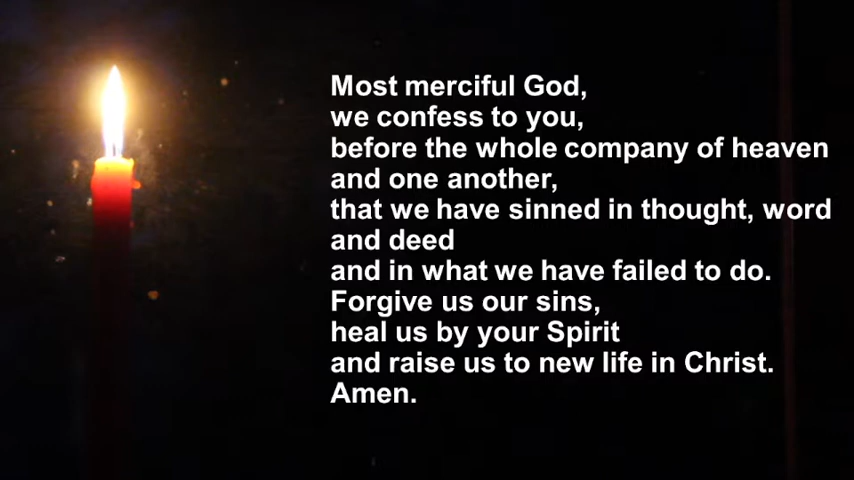 Most merciful God,
we confess to you,
before the whole company of heaven
and one another,
that we have sinned in thought, word
and deed
and in what we have failed to do.
Forgive us our sins,
heal us by your Spirit
and raise us to new life in Christ.
Amen.